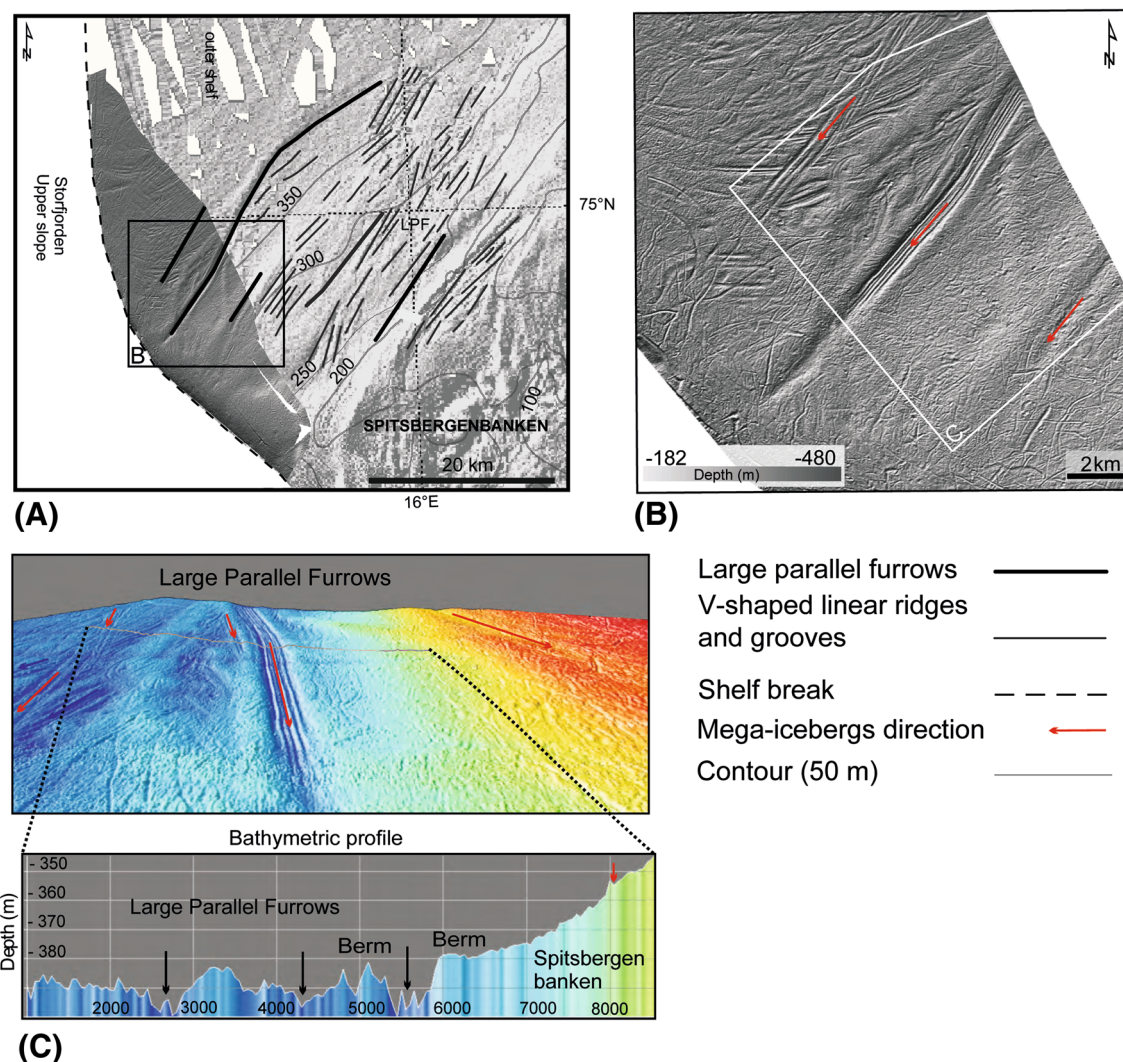 outer shelf
N
Storfjorden
Upper slope
350
LPF
300
75°N
B
250
200
100
SPITSBERGENBANKEN
20 km
16°E
(A)
N
C
-182
-480
Depth (m)
2km
(B)
Large Parallel Furrows
Large parallel furrows
V-shaped linear ridges
and grooves
Shelf break
Mega-icebergs direction
Contour (50 m)
Bathymetric profile
Depth (m)
- 350
- 360
- 370
- 380
Large Parallel Furrows
Berm
Berm
Spitsbergen
banken
2000
3000
4000
5000
6000
7000
8000
(C)